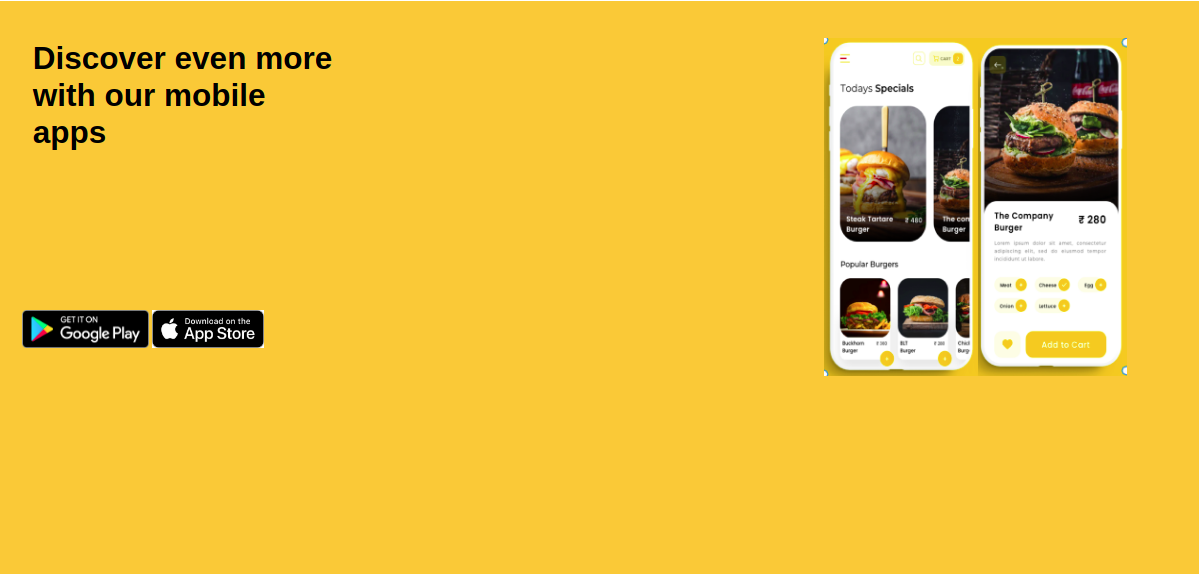 Discover even more
with our mobile
apps
GET IT ON
Google Play
Download on the
App Store
CART
Todays Specials
Steak Tartare
Burger
₹ 460
The com
Burger
Popular Burgers
Buckhorn
Burger
₹ 380
BLT
Burger
₹ 280
Chick
Burg
The Company
Burger
₹ 280
Lorem ipsum dolor sit amet, consectetur
adipiscing elit, sed do eiusmod tempor
incididunt ut labore.
Meat
Cheese
Egg
Onion
Lettuce
Add to Cart